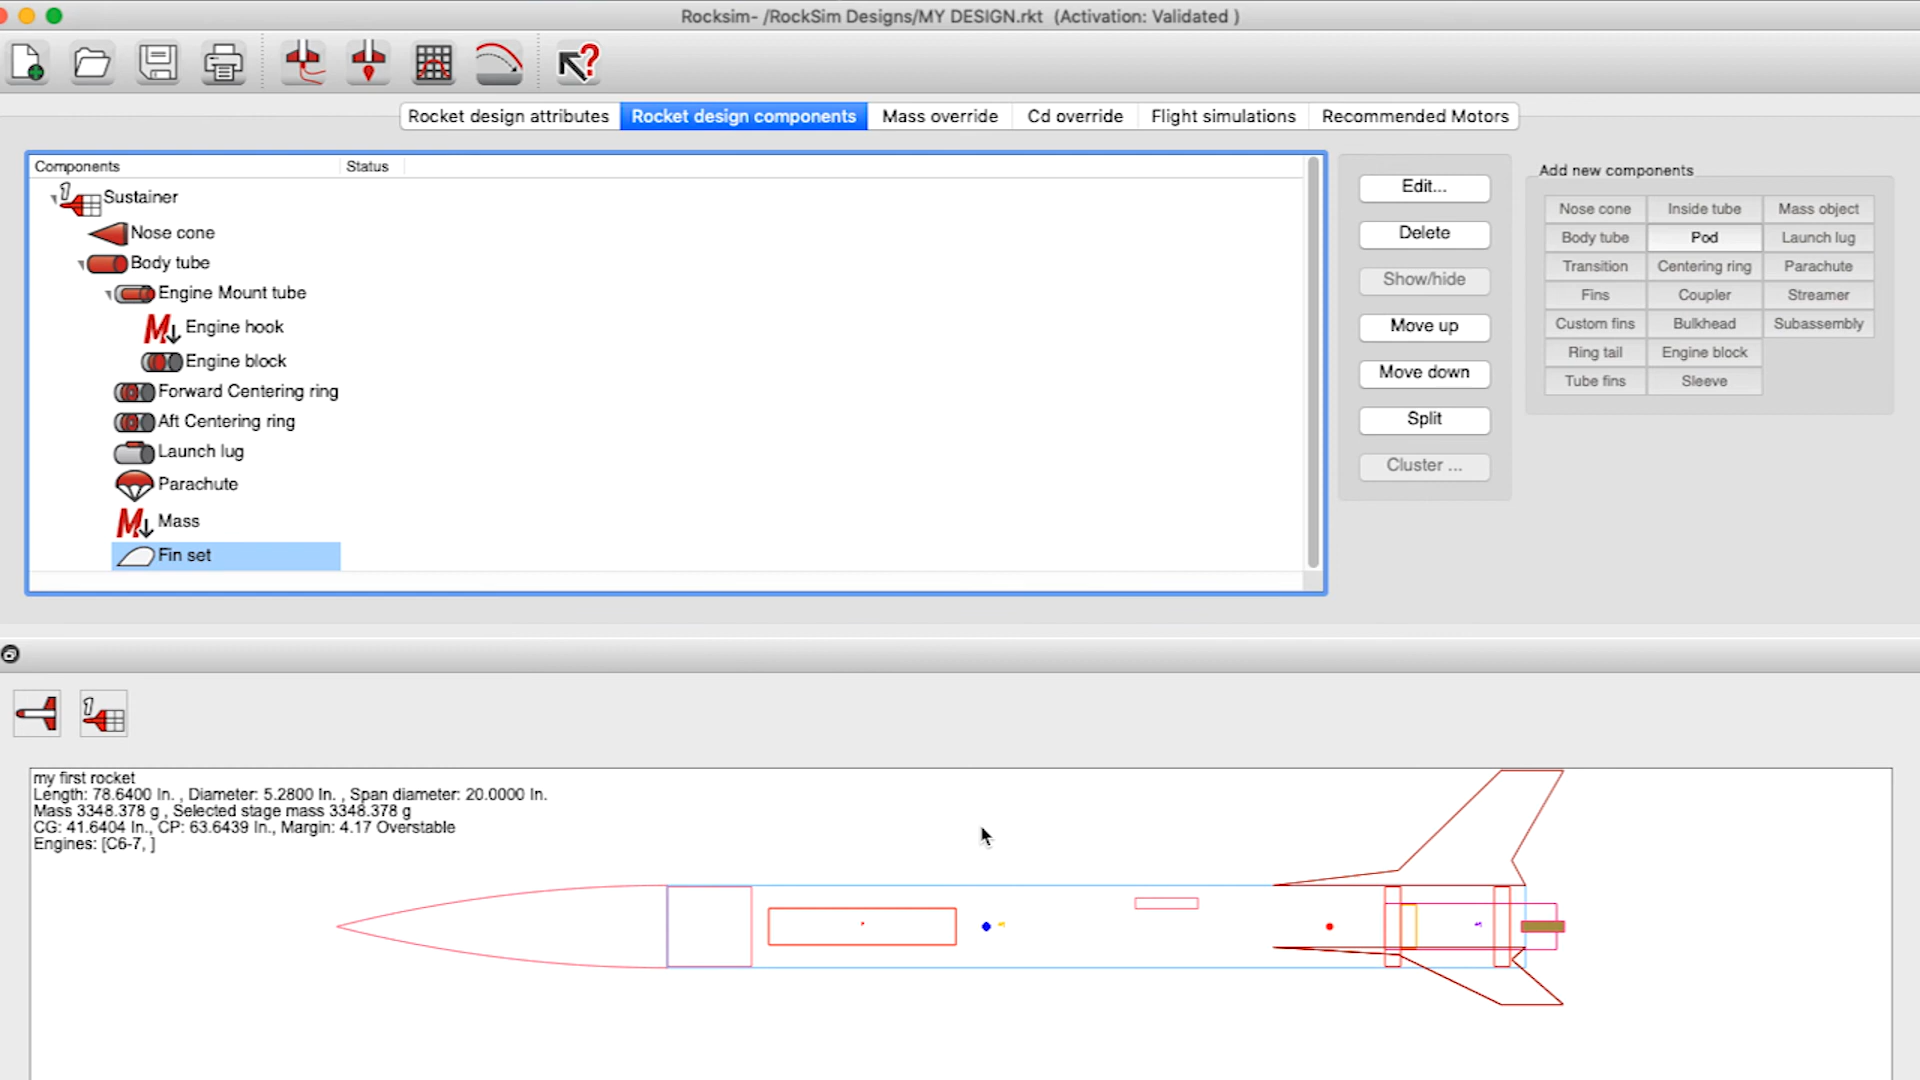 Rocksim- /RockSim Designs/MY DESIGN.rkt (Activation: Validated )
Rocket design attributes
Rocket design components
Mass override
Cd override
Flight simulations
Recommended Motors
Components
Status
Sustainer
Nose cone
Body tube
Engine Mount tube
Engine hook
Engine block
Forward Centering ring
Aft Centering ring
Launch lug
Parachute
Mass
Fin set
Edit...
Delete
Show/hide
Move up
Move down
Split
Cluster ...
Add new components
Nose cone Inside tube Mass object
Body tube Pod Launch lug
Transition Centering ring Parachute
Fins Coupler Streamer
Custom fins Bulkhead Subassembly
Ring tail Engine block
Tube fins Sleeve
my first rocket
Length: 78.6400 In. , Diameter: 5.2800 In. , Span diameter: 20.0000 In.
Mass 3348.378 g , Selected stage mass 3348.378 g
CG: 41.6404 In., CP: 63.6439 In., Margin: 4.17 Overstable
Engines: [C6-7, ]